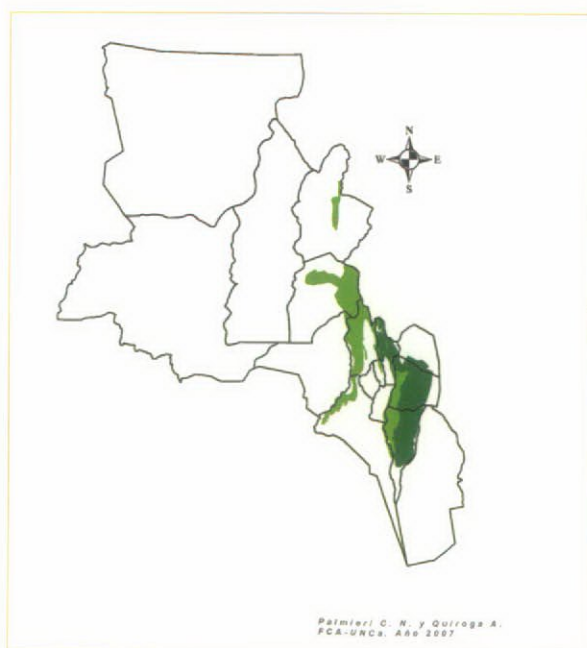 N
W E
S
Palmieri C. N. y Quiroga A.
FCA-UNCa. Año 2007